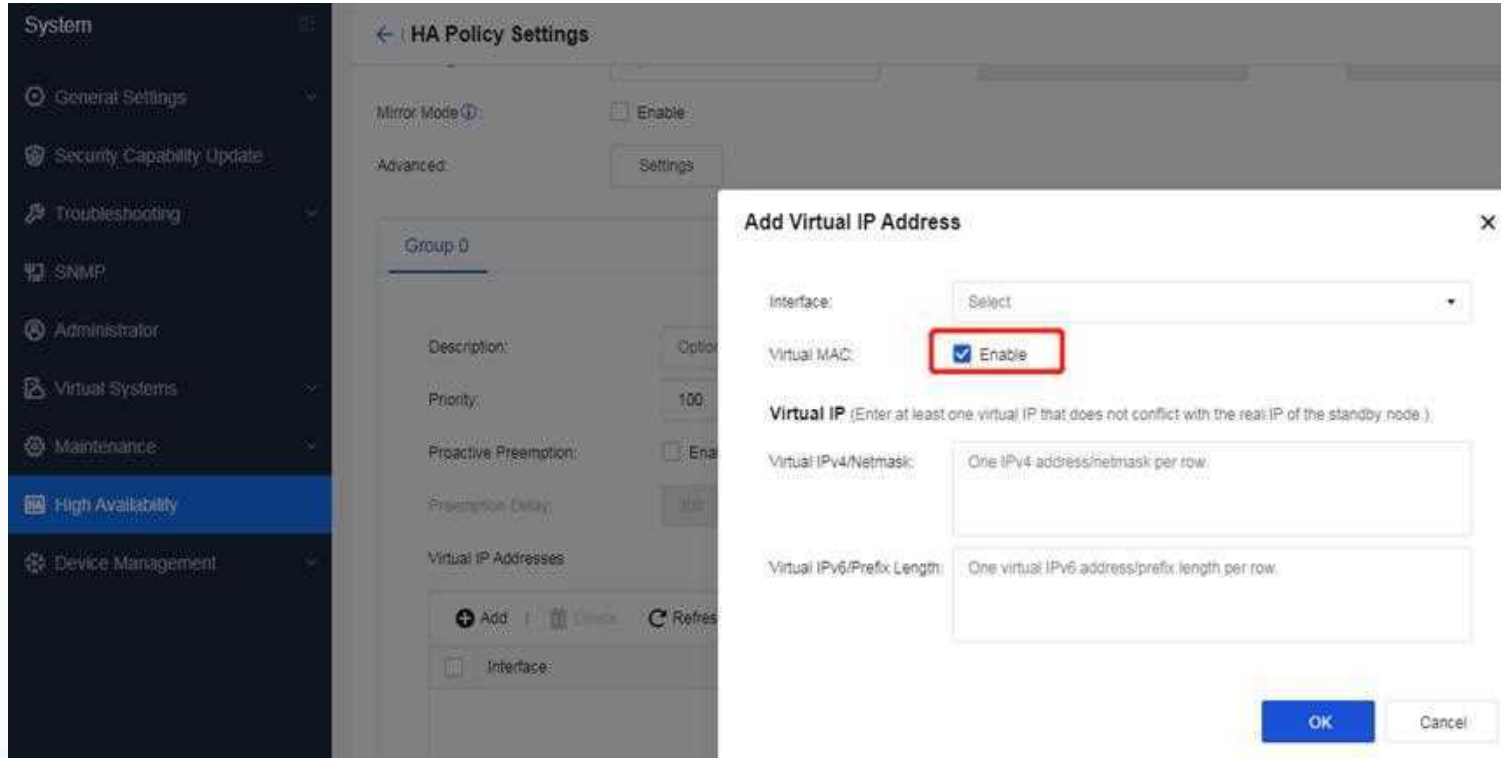 System
General Settings
Security Capability Update
Troubleshooting
SNMP
Administrator
Virtual Systems
Maintenance
High Availability
Device Management
HA Policy Settings
Mirror Mode : Enable
Advanced: Settings
Group 0
Description: Option
Priority: 100
Proactive Preemption: Ena
Preemption Delay: 300
Virtual IP Addresses
Add Delete Refres
Interface
Add Virtual IP Address
Interface: Select
Virtual MAC: Enable
Virtual IP (Enter at least one virtual IP that does not conflict with the real IP of the standby node.)
Virtual IPv4/Netmask: One IPv4 address/netmask per row.
Virtual IPv6/Prefix Length: One virtual IPv6 address/prefix length per row.
OK Cancel